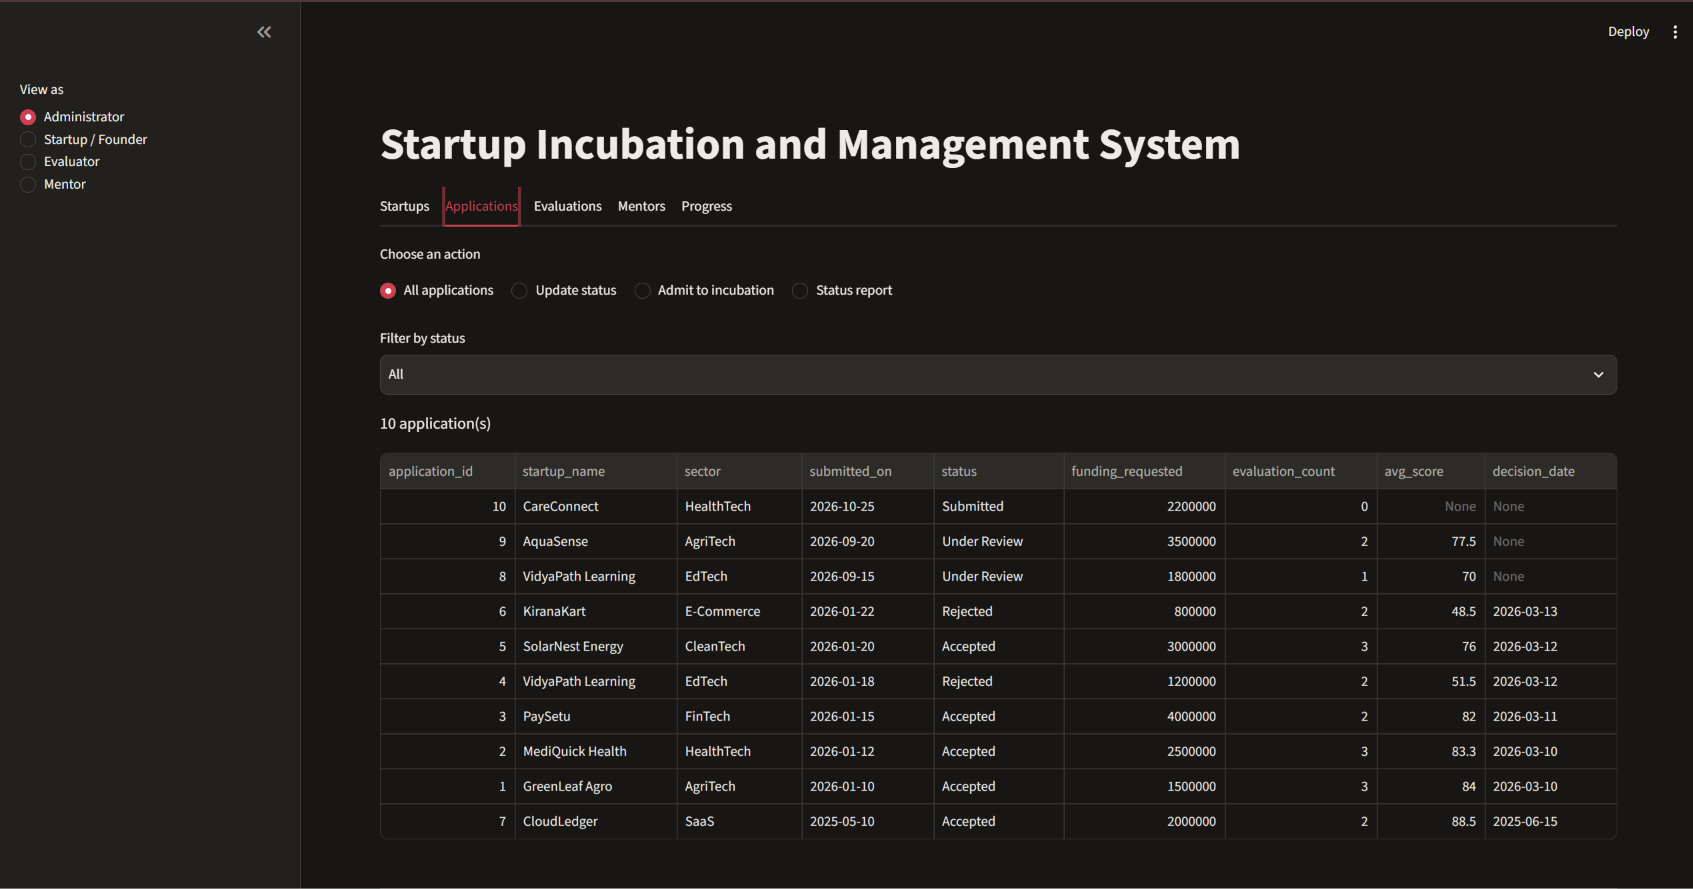 Deploy
View as
Administrator
Startup / Founder
Evaluator
Mentor
Startup Incubation and Management System
Startups Applications Evaluations Mentors Progress
Choose an action
All applications Update status Admit to incubation Status report
Filter by status
All
10 application(s)
application_id startup_name sector submitted_on status funding_requested evaluation_count avg_score decision_date
10 CareConnect HealthTech 2026-10-25 Submitted 2200000 0 None None
9 AquaSense AgriTech 2026-09-20 Under Review 3500000 2 77.5 None
8 VidyaPath Learning EdTech 2026-09-15 Under Review 1800000 1 70 None
6 KiranaKart E-Commerce 2026-01-22 Rejected 800000 2 48.5 2026-03-13
5 SolarNest Energy CleanTech 2026-01-20 Accepted 3000000 3 76 2026-03-12
4 VidyaPath Learning EdTech 2026-01-18 Rejected 1200000 2 51.5 2026-03-12
3 PaySetu FinTech 2026-01-15 Accepted 4000000 2 82 2026-03-11
2 MediQuick Health HealthTech 2026-01-12 Accepted 2500000 3 83.3 2026-03-10
1 GreenLeaf Agro AgriTech 2026-01-10 Accepted 1500000 3 84 2026-03-10
7 CloudLedger SaaS 2025-05-10 Accepted 2000000 2 88.5 2025-06-15